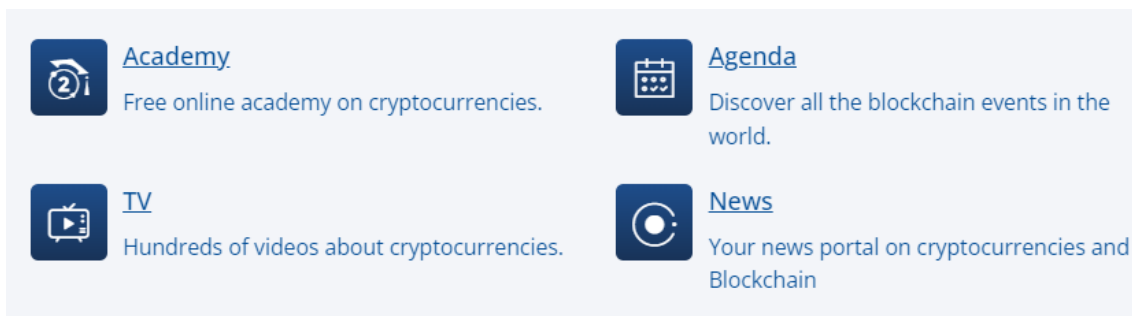 Academy
Free online academy on cryptocurrencies.
Agenda
Discover all the blockchain events in the
world.
TV
Hundreds of videos about cryptocurrencies.
News
Your news portal on cryptocurrencies and
Blockchain
2